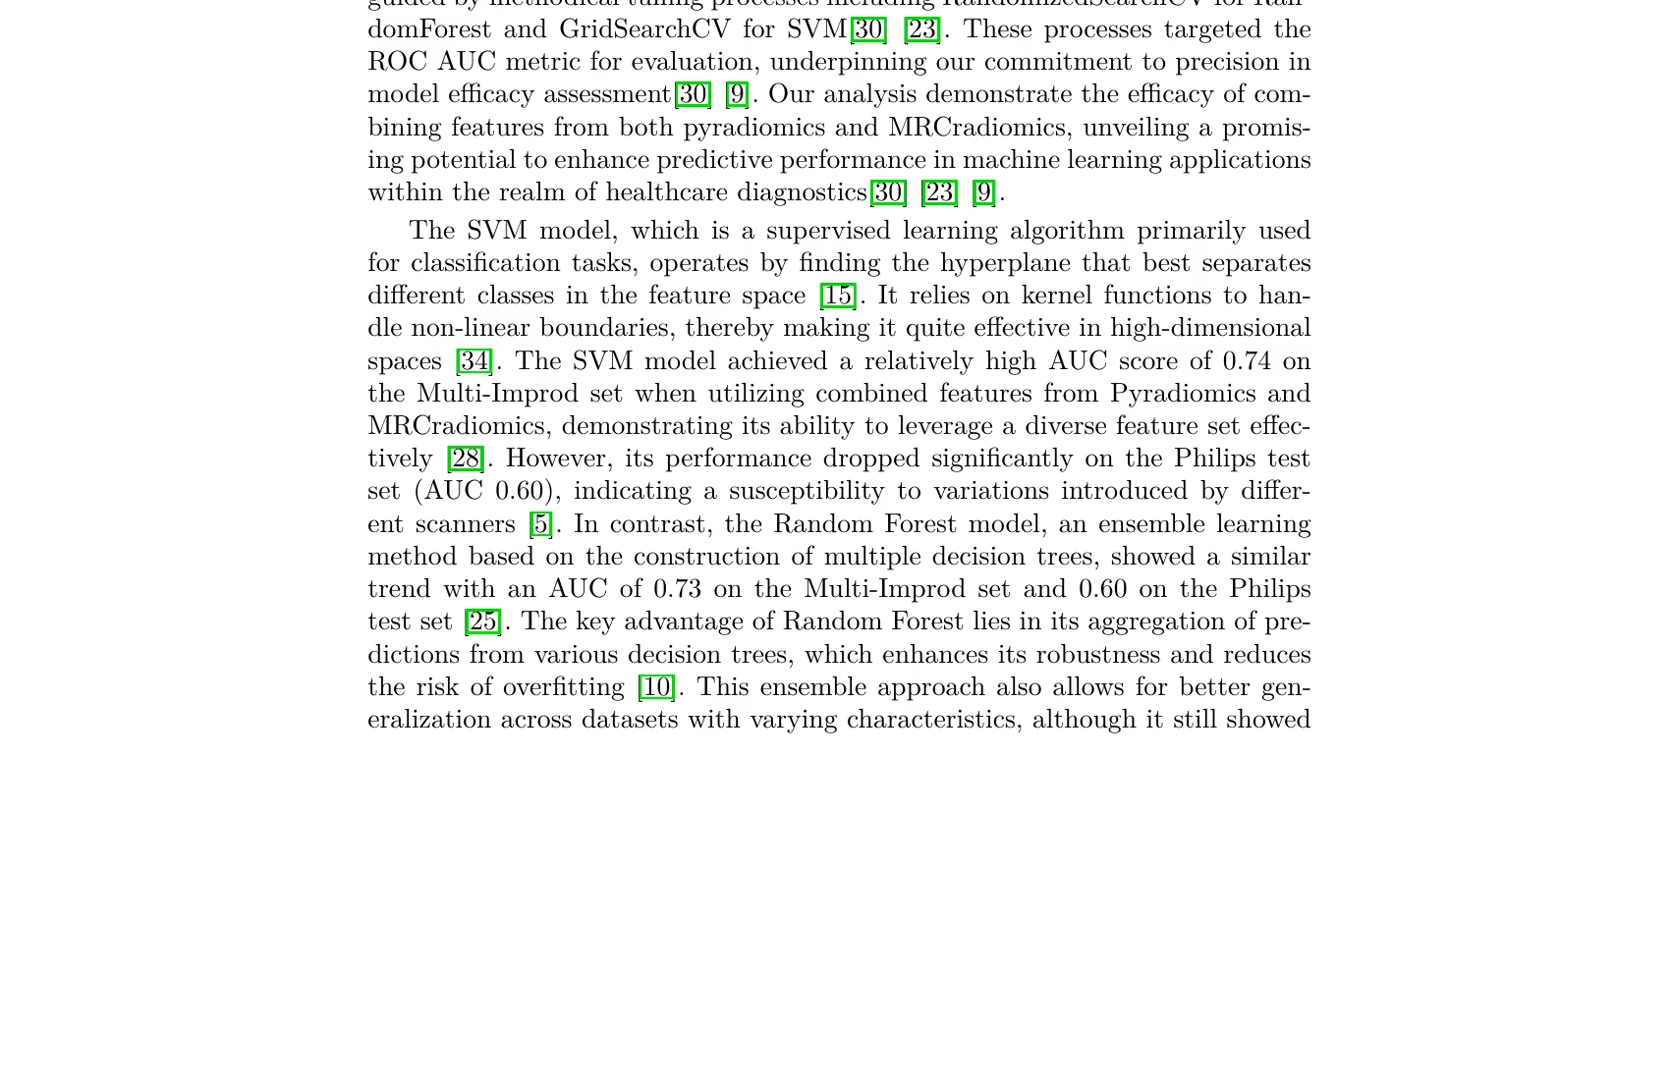 guided by methodical tuning processes including RandomizedSearchCV for Ran-
domForest and GridSearchCV for SVM[30] [23]. These processes targeted the
ROC AUC metric for evaluation, underpinning our commitment to precision in
model efficacy assessment[30] [9]. Our analysis demonstrate the efficacy of com-
bining features from both pyradiomics and MRCradiomics, unveiling a promis-
ing potential to enhance predictive performance in machine learning applications
within the realm of healthcare diagnostics[30] [23] [9].
The SVM model, which is a supervised learning algorithm primarily used
for classification tasks, operates by finding the hyperplane that best separates
different classes in the feature space [15]. It relies on kernel functions to han-
dle non-linear boundaries, thereby making it quite effective in high-dimensional
spaces [34]. The SVM model achieved a relatively high AUC score of 0.74 on
the Multi-Improd set when utilizing combined features from Pyradiomics and
MRCradiomics, demonstrating its ability to leverage a diverse feature set effec-
tively [28]. However, its performance dropped significantly on the Philips test
set (AUC 0.60), indicating a susceptibility to variations introduced by differ-
ent scanners [5]. In contrast, the Random Forest model, an ensemble learning
method based on the construction of multiple decision trees, showed a similar
trend with an AUC of 0.73 on the Multi-Improd set and 0.60 on the Philips
test set [25]. The key advantage of Random Forest lies in its aggregation of pre-
dictions from various decision trees, which enhances its robustness and reduces
the risk of overfitting [10]. This ensemble approach also allows for better gen-
eralization across datasets with varying characteristics, although it still showed